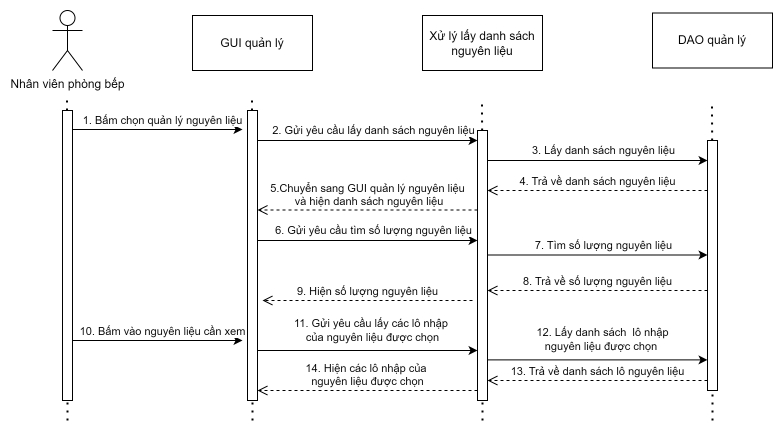 GUI quản lý
Xử lý lấy danh sách
nguyên liệu
DAO quản lý
Nhân viên phòng bếp
1. Bấm chọn quản lý nguyên liệu
2. Gửi yêu cầu lấy danh sách nguyên liệu
3. Lấy danh sách nguyên liệu
4. Trả về danh sách nguyên liệu
5.Chuyển sang GUI quản lý nguyên liệu
và hiện danh sách nguyên liệu
6. Gửi yêu cầu tìm số lượng nguyên liệu
7. Tìm số lượng nguyên liệu
8. Trả về số lượng nguyên liệu
9. Hiện số lượng nguyên liệu
10. Bấm vào nguyên liệu cần xem
11. Gửi yêu cầu lấy các lô nhập
của nguyên liệu được chọn
12. Lấy danh sách lô nhập
nguyên liệu được chọn
13. Trả về danh sách lô nguyên liệu
14. Hiện các lô nhập của
nguyên liệu được chọn